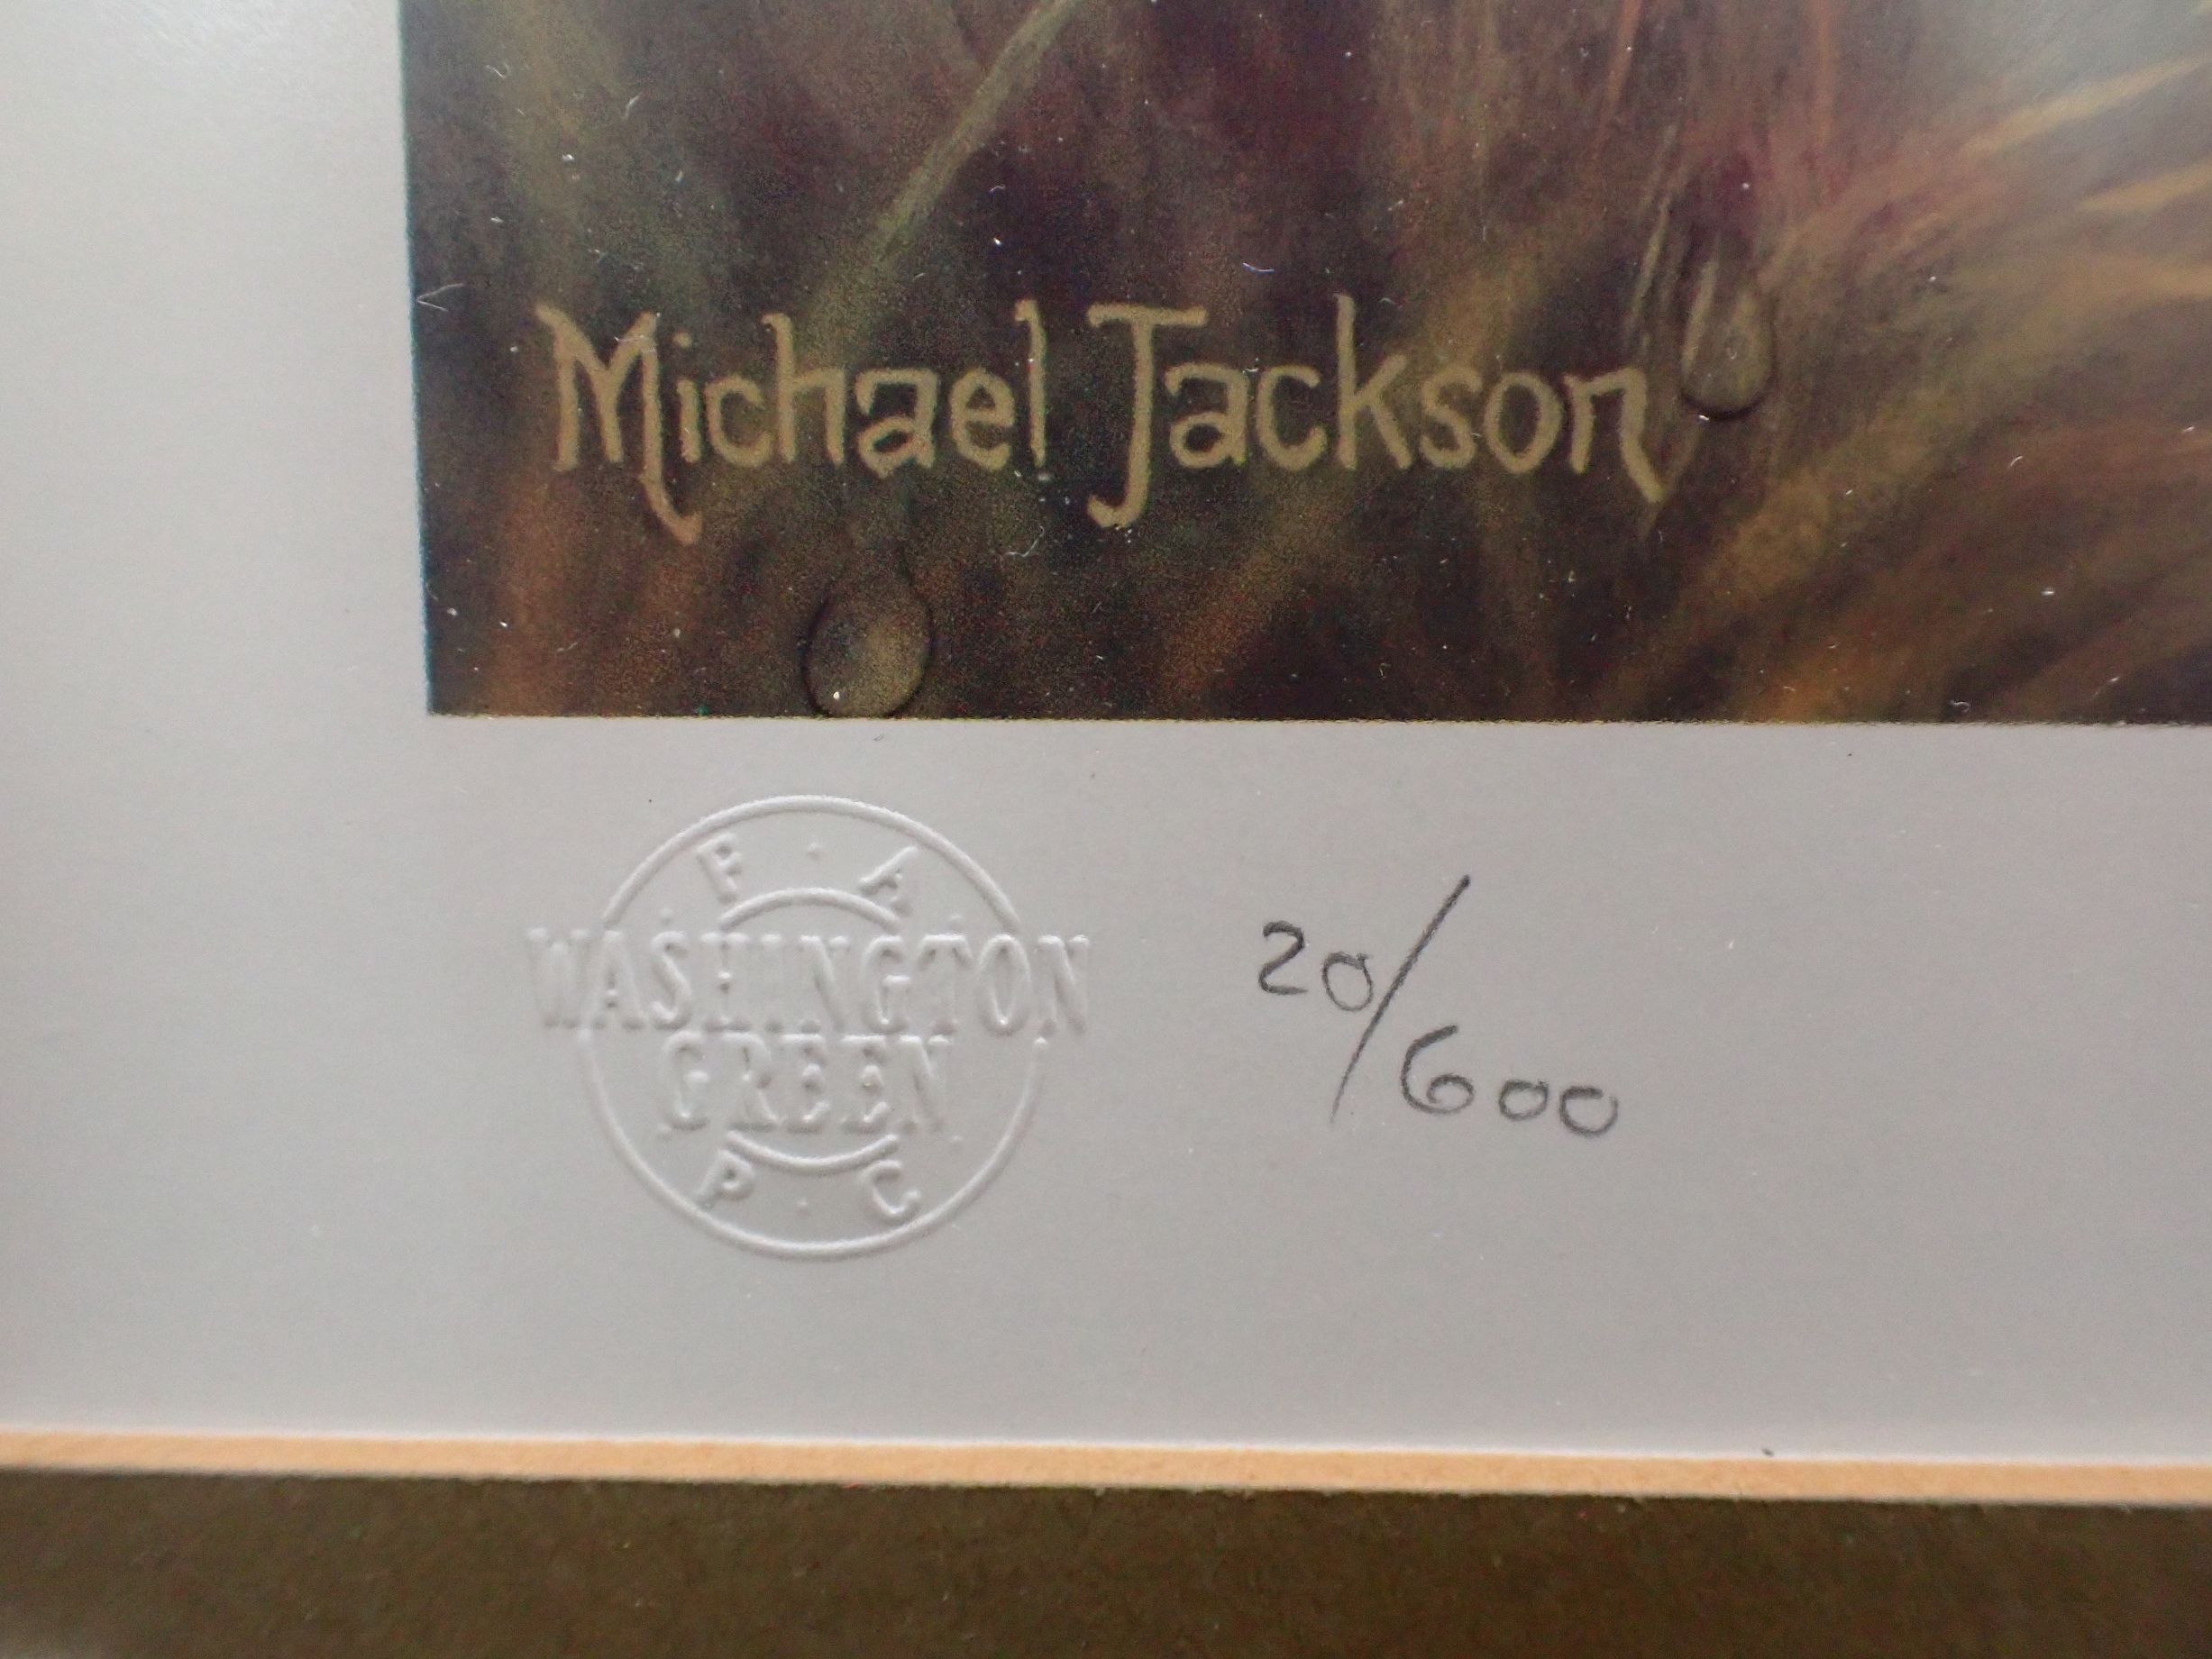 Michael Jackson
F · A
WASHINGTON
GREEN
P · C
20/600